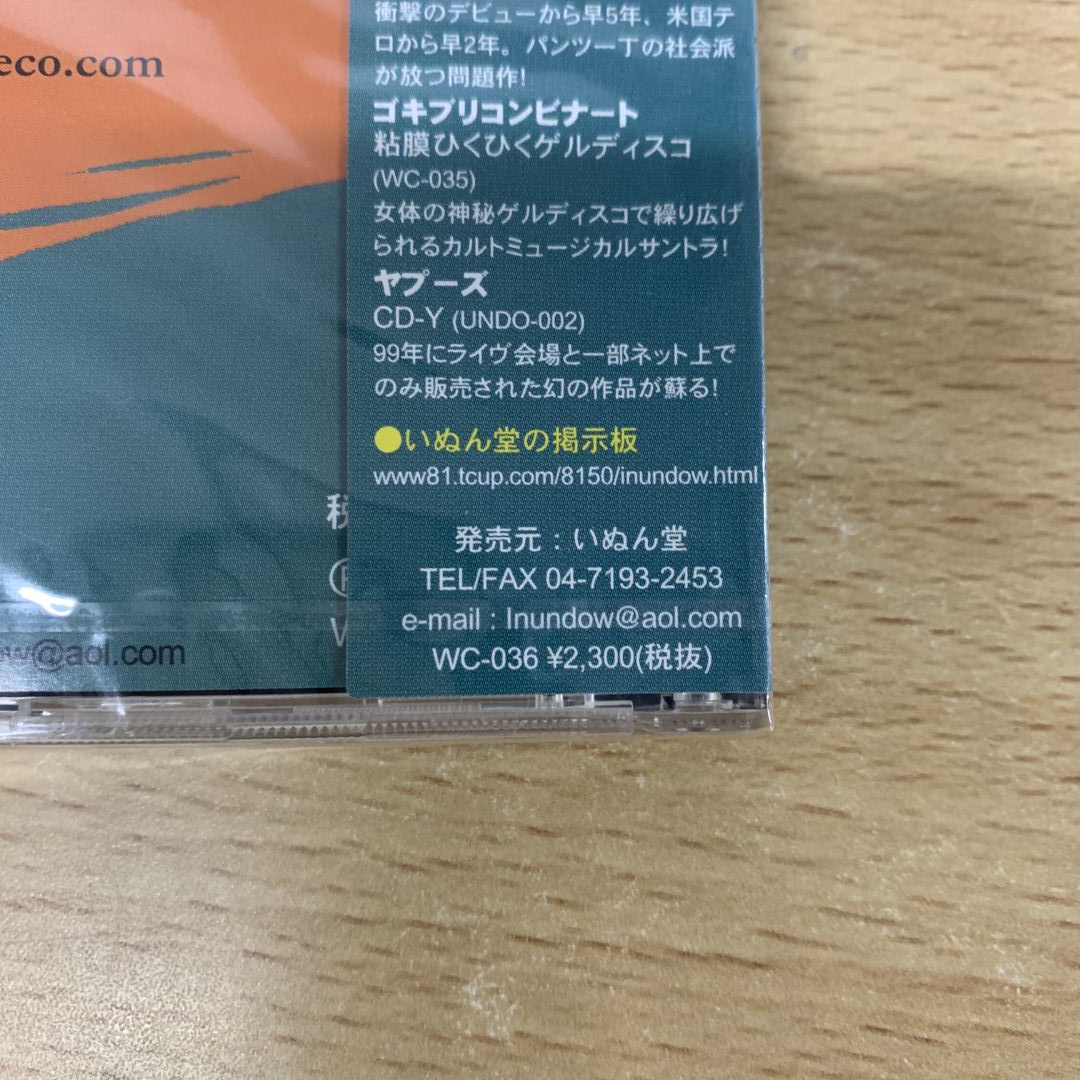 衝撃のデビューから早5年、米国テ
ロから早2年。パンツ一丁の社会派
が放つ問題作!
ゴキブリコンビナート
粘膜ひくひくゲルディスコ
(WC-035)
女体の神秘ゲルディスコで繰り広げ
られるカルトミュージカルサントラ!
ヤプーズ
CD-Y (UNDO-002)
99年にライヴ会場と一部ネット上で
のみ販売された幻の作品が蘇る!
●いぬん堂の掲示板
www81.tcup.com/8150/inundow.html
発売元：いぬん堂
TEL/FAX 04-7193-2453
e-mail : Inundow@aol.com
WC-036 ¥2,300(税抜)
eco.com
税
ow@aol.com